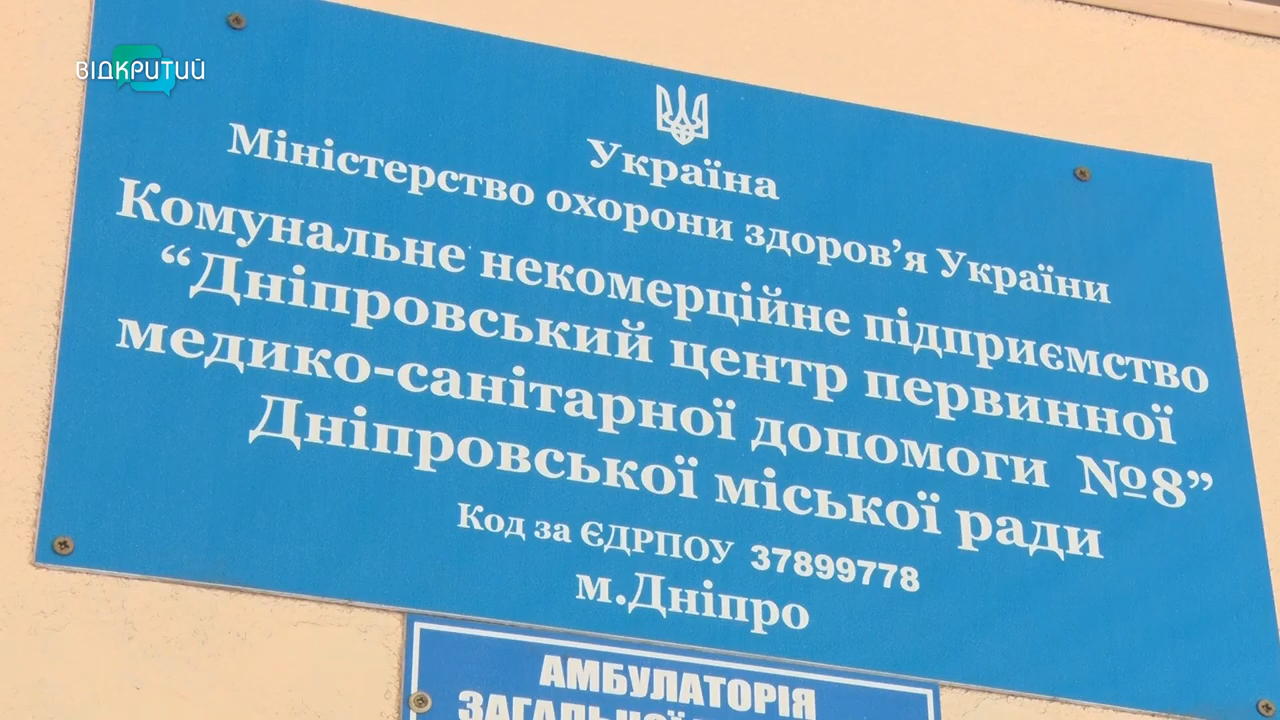 ВІДКРИТИЙ
Україна
Міністерство охорони здоров’я України
Комунальне некомерційне підприємство
“Дніпровський центр первинної
медико-санітарної допомоги №8”
Дніпровської міської ради
Код за ЄДРПОУ 37899778
м.Дніпро
АМБУЛАТОРІЯ
ЗАГАЛЬНОЇ